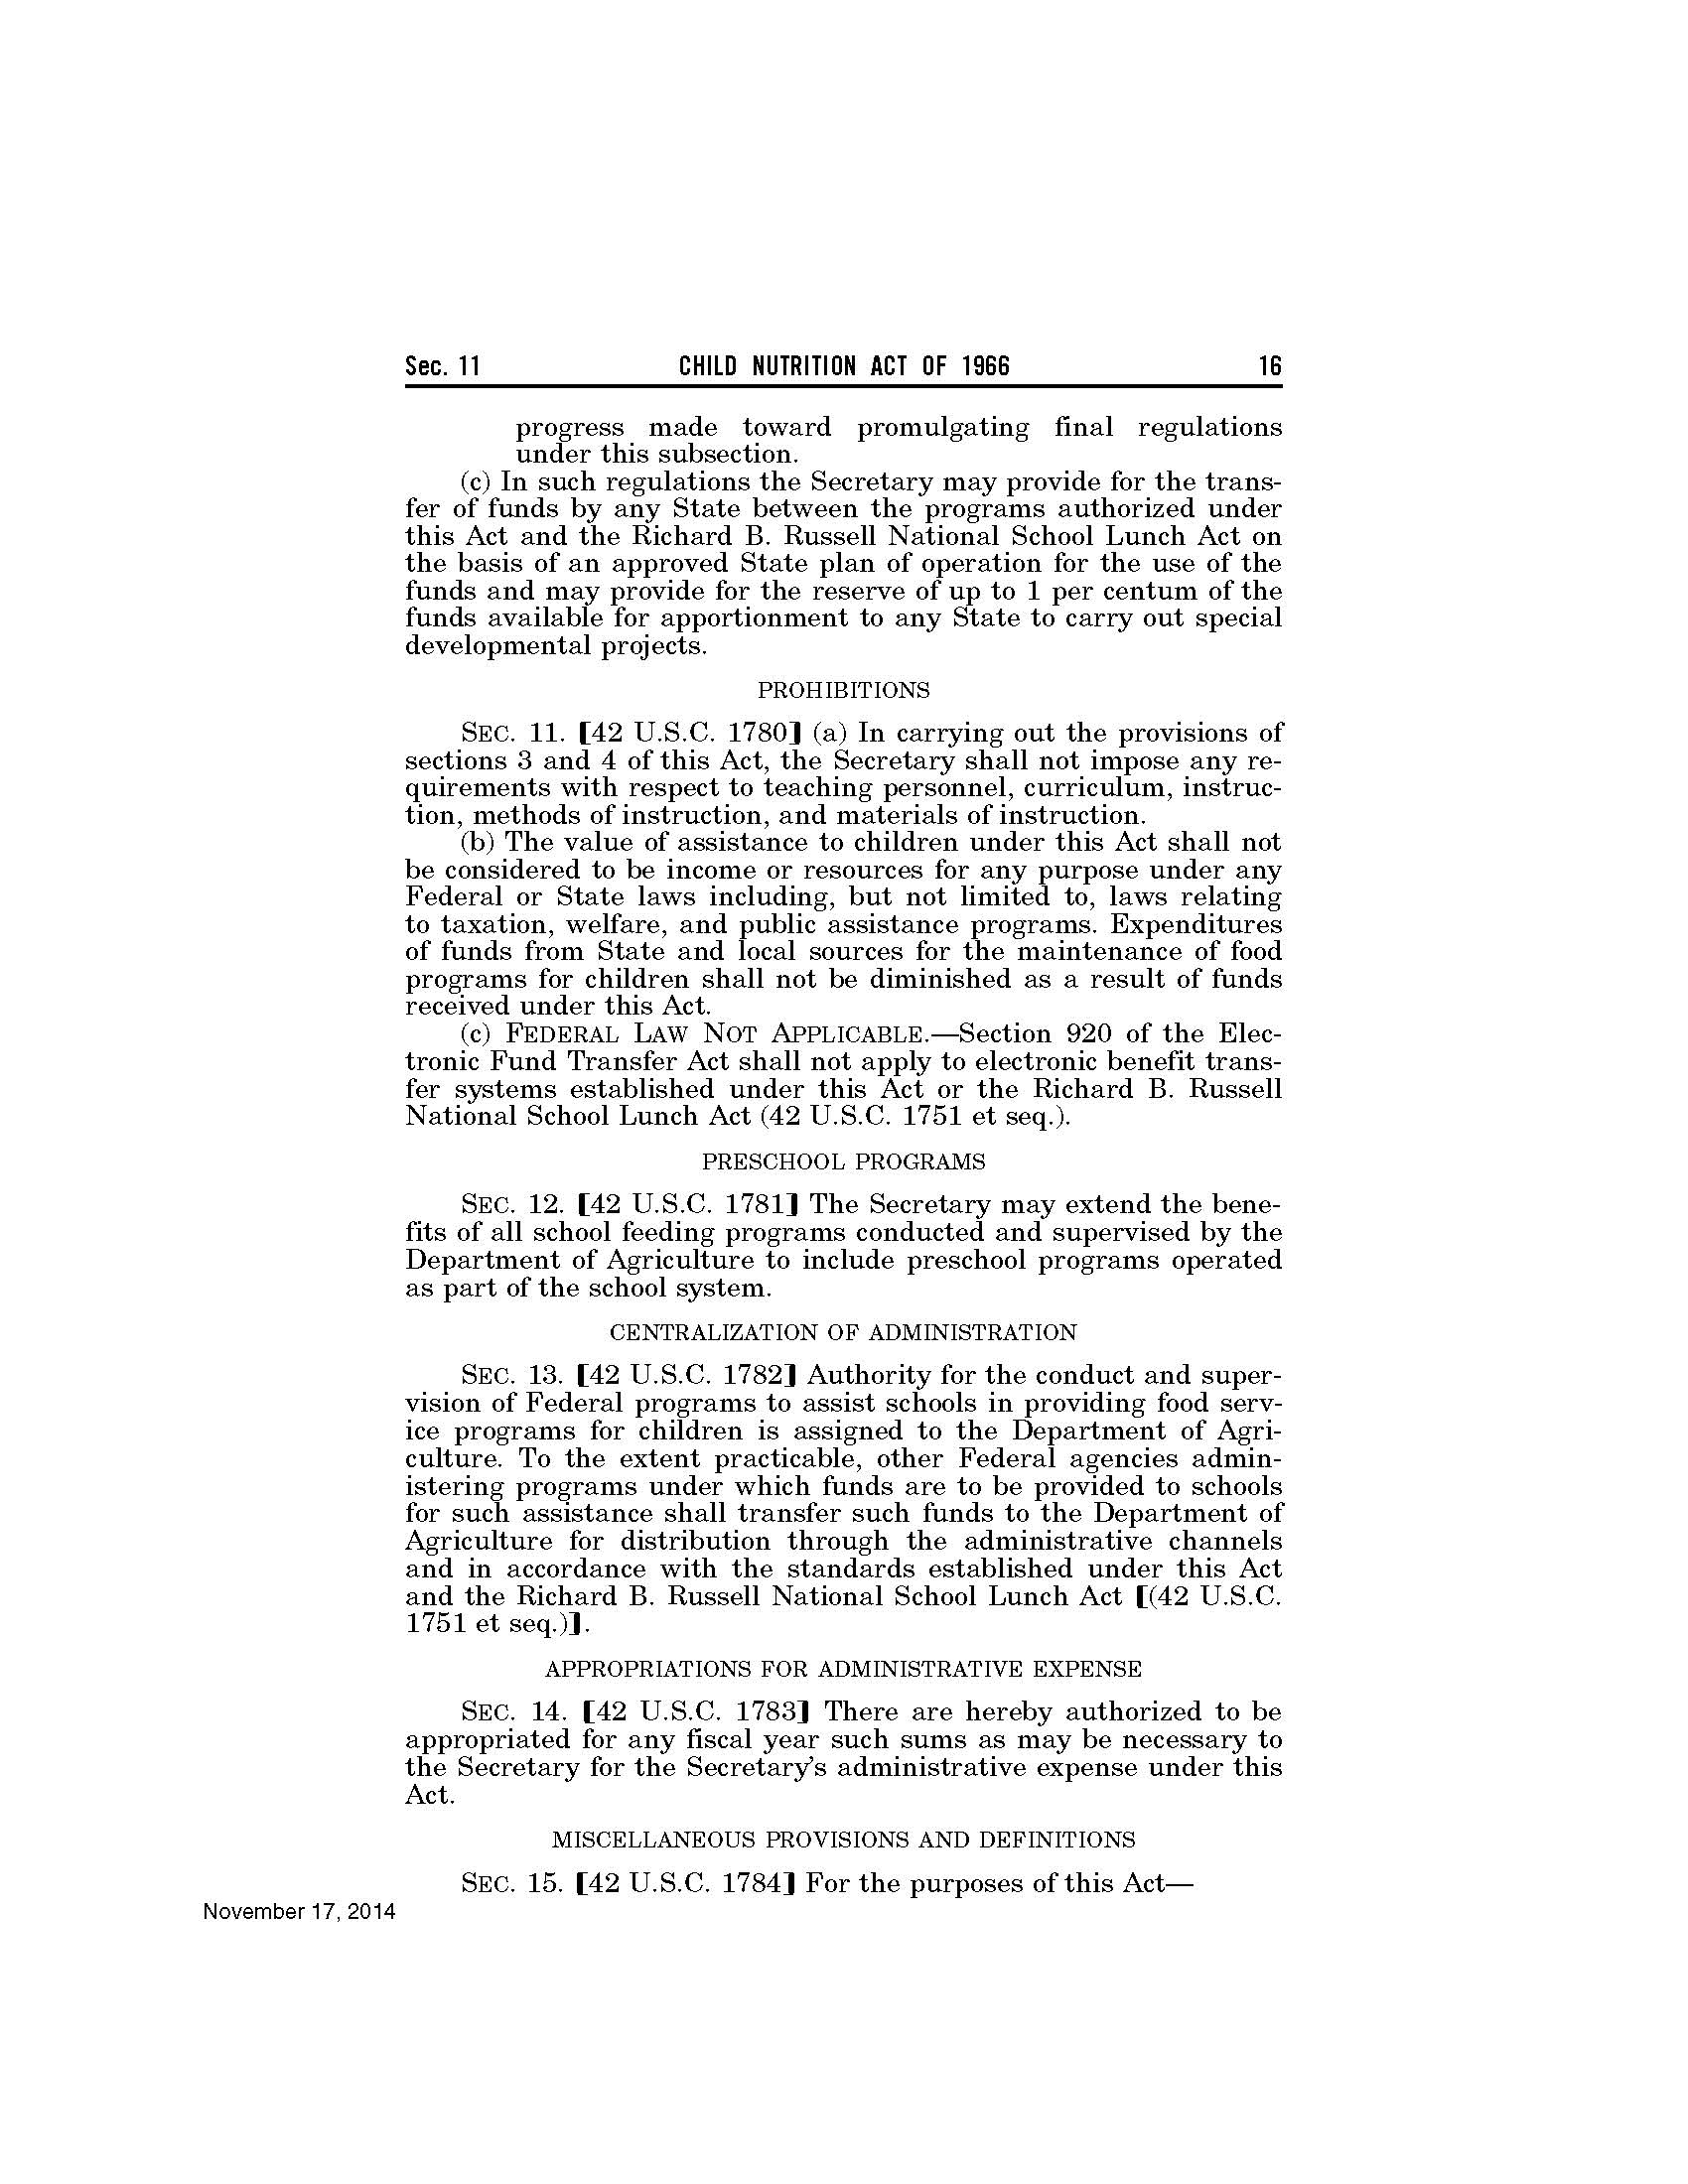 Sec. 11 CHILD NUTRITION ACT OF 1966 16
progress made toward promulgating final regulations
under this subsection.
(c) In such regulations the Secretary may provide for the trans-
fer of funds by any State between the programs authorized under
this Act and the Richard B. Russell National School Lunch Act on
the basis of an approved State plan of operation for the use of the
funds and may provide for the reserve of up to 1 per centum of the
funds available for apportionment to any State to carry out special
developmental projects.
PROHIBITIONS
SEC. 11. ⟦42 U.S.C. 1780⟧ (a) In carrying out the provisions of
sections 3 and 4 of this Act, the Secretary shall not impose any re-
quirements with respect to teaching personnel, curriculum, instruc-
tion, methods of instruction, and materials of instruction.
(b) The value of assistance to children under this Act shall not
be considered to be income or resources for any purpose under any
Federal or State laws including, but not limited to, laws relating
to taxation, welfare, and public assistance programs. Expenditures
of funds from State and local sources for the maintenance of food
programs for children shall not be diminished as a result of funds
received under this Act.
(c) FEDERAL LAW NOT APPLICABLE.—Section 920 of the Elec-
tronic Fund Transfer Act shall not apply to electronic benefit trans-
fer systems established under this Act or the Richard B. Russell
National School Lunch Act (42 U.S.C. 1751 et seq.).
PRESCHOOL PROGRAMS
SEC. 12. ⟦42 U.S.C. 1781⟧ The Secretary may extend the bene-
fits of all school feeding programs conducted and supervised by the
Department of Agriculture to include preschool programs operated
as part of the school system.
CENTRALIZATION OF ADMINISTRATION
SEC. 13. ⟦42 U.S.C. 1782⟧ Authority for the conduct and super-
vision of Federal programs to assist schools in providing food serv-
ice programs for children is assigned to the Department of Agri-
culture. To the extent practicable, other Federal agencies admin-
istering programs under which funds are to be provided to schools
for such assistance shall transfer such funds to the Department of
Agriculture for distribution through the administrative channels
and in accordance with the standards established under this Act
and the Richard B. Russell National School Lunch Act ⟦(42 U.S.C.
1751 et seq.)⟧.
APPROPRIATIONS FOR ADMINISTRATIVE EXPENSE
SEC. 14. ⟦42 U.S.C. 1783⟧ There are hereby authorized to be
appropriated for any fiscal year such sums as may be necessary to
the Secretary for the Secretary's administrative expense under this
Act.
MISCELLANEOUS PROVISIONS AND DEFINITIONS
SEC. 15. ⟦42 U.S.C. 1784⟧ For the purposes of this Act—
November 17, 2014